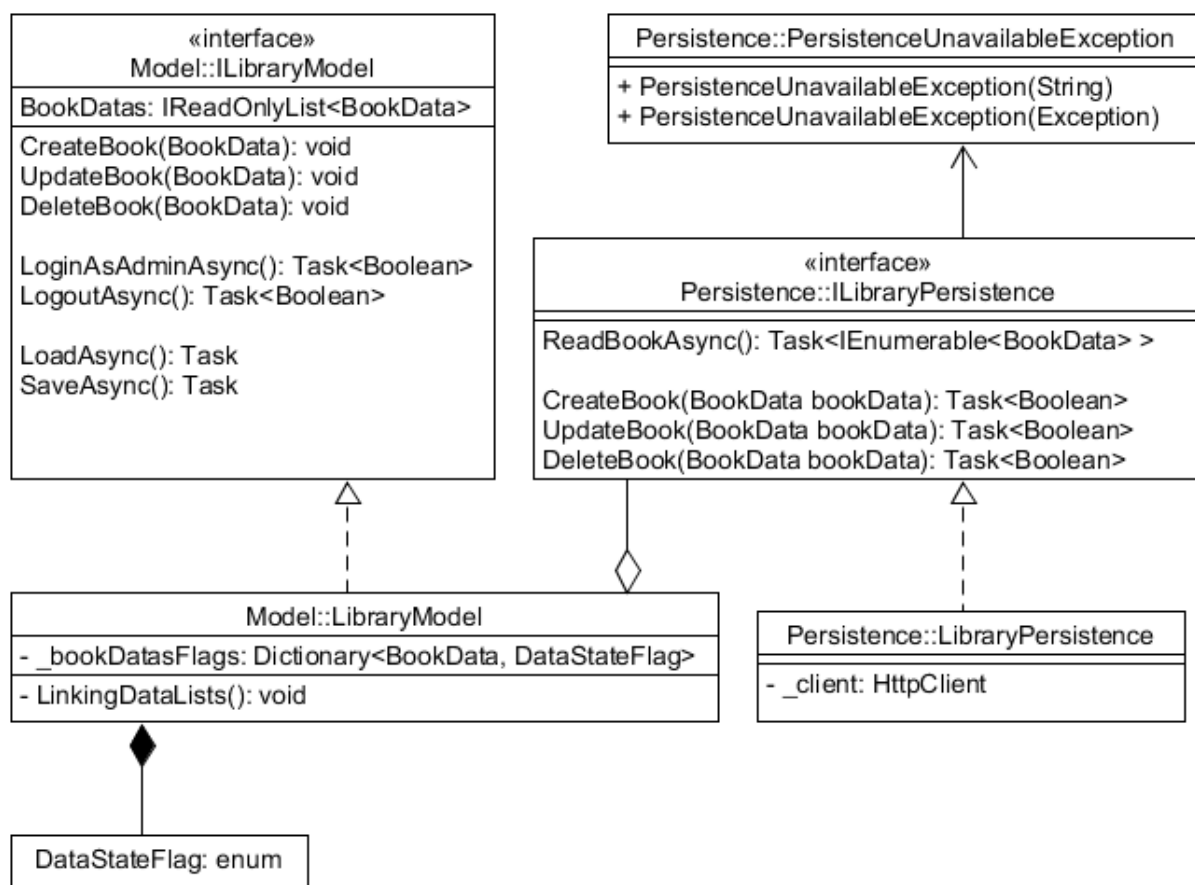 «interface»
Model::ILibraryModel
BookDatas: IReadOnlyList<BookData>
CreateBook(BookData): void
UpdateBook(BookData): void
DeleteBook(BookData): void
LoginAsAdminAsync(): Task<Boolean>
LogoutAsync(): Task<Boolean>
LoadAsync(): Task
SaveAsync(): Task
Persistence::PersistenceUnavailableException
+ PersistenceUnavailableException(String)
+ PersistenceUnavailableException(Exception)
«interface»
Persistence::ILibraryPersistence
ReadBookAsync(): Task<IEnumerable<BookData> >
CreateBook(BookData bookData): Task<Boolean>
UpdateBook(BookData bookData): Task<Boolean>
DeleteBook(BookData bookData): Task<Boolean>
Model::LibraryModel
- _bookDatasFlags: Dictionary<BookData, DataStateFlag>
- LinkingDataLists(): void
Persistence::LibraryPersistence
- _client: HttpClient
DataStateFlag: enum